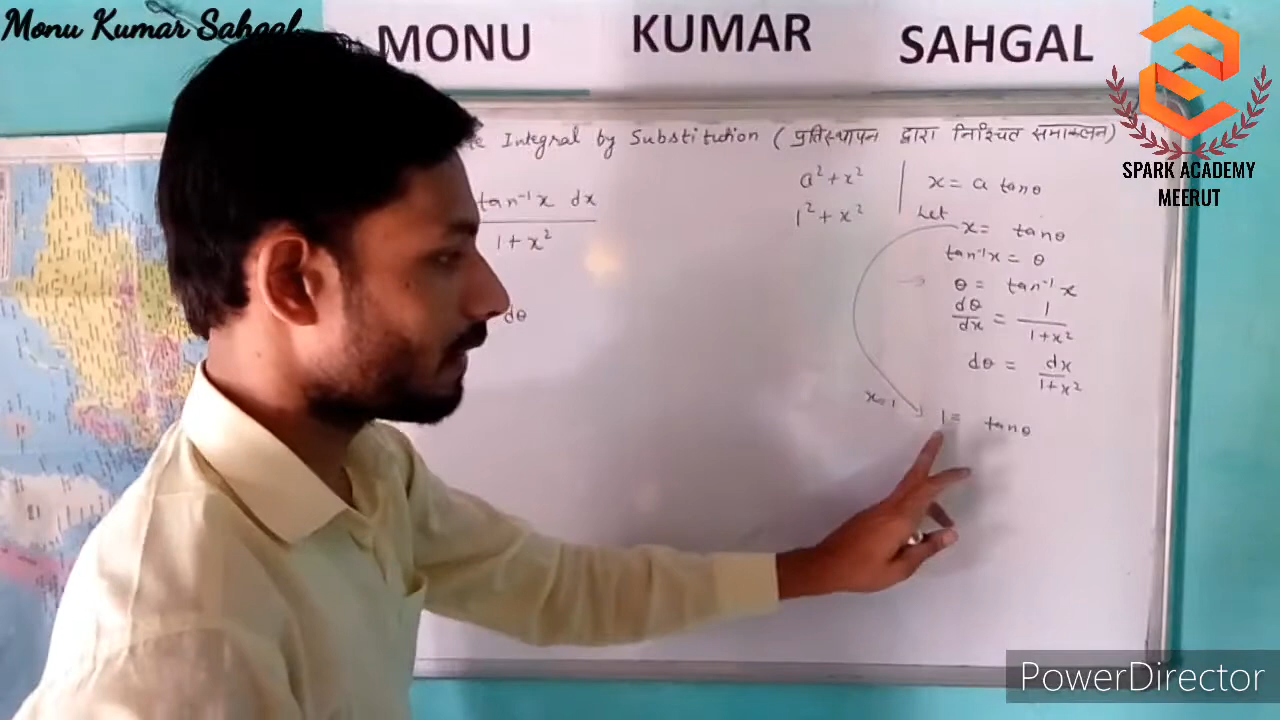 Monu Kumar Sahgal
MONU KUMAR SAHGAL
SPARK ACADEMY
MEERUT
Integral by Substitution ( प्रतिस्थापन द्वारा निश्चित समाकलन )
tan⁻¹x dx
1 + x²
dθ
a² + x²
1² + x²
x = a tanθ
Let x = tanθ
tan⁻¹x = θ
θ = tan⁻¹x
dθ/dx = 1/1+x²
dθ = dx/1+x²
x=1
1 = tanθ
PowerDirector